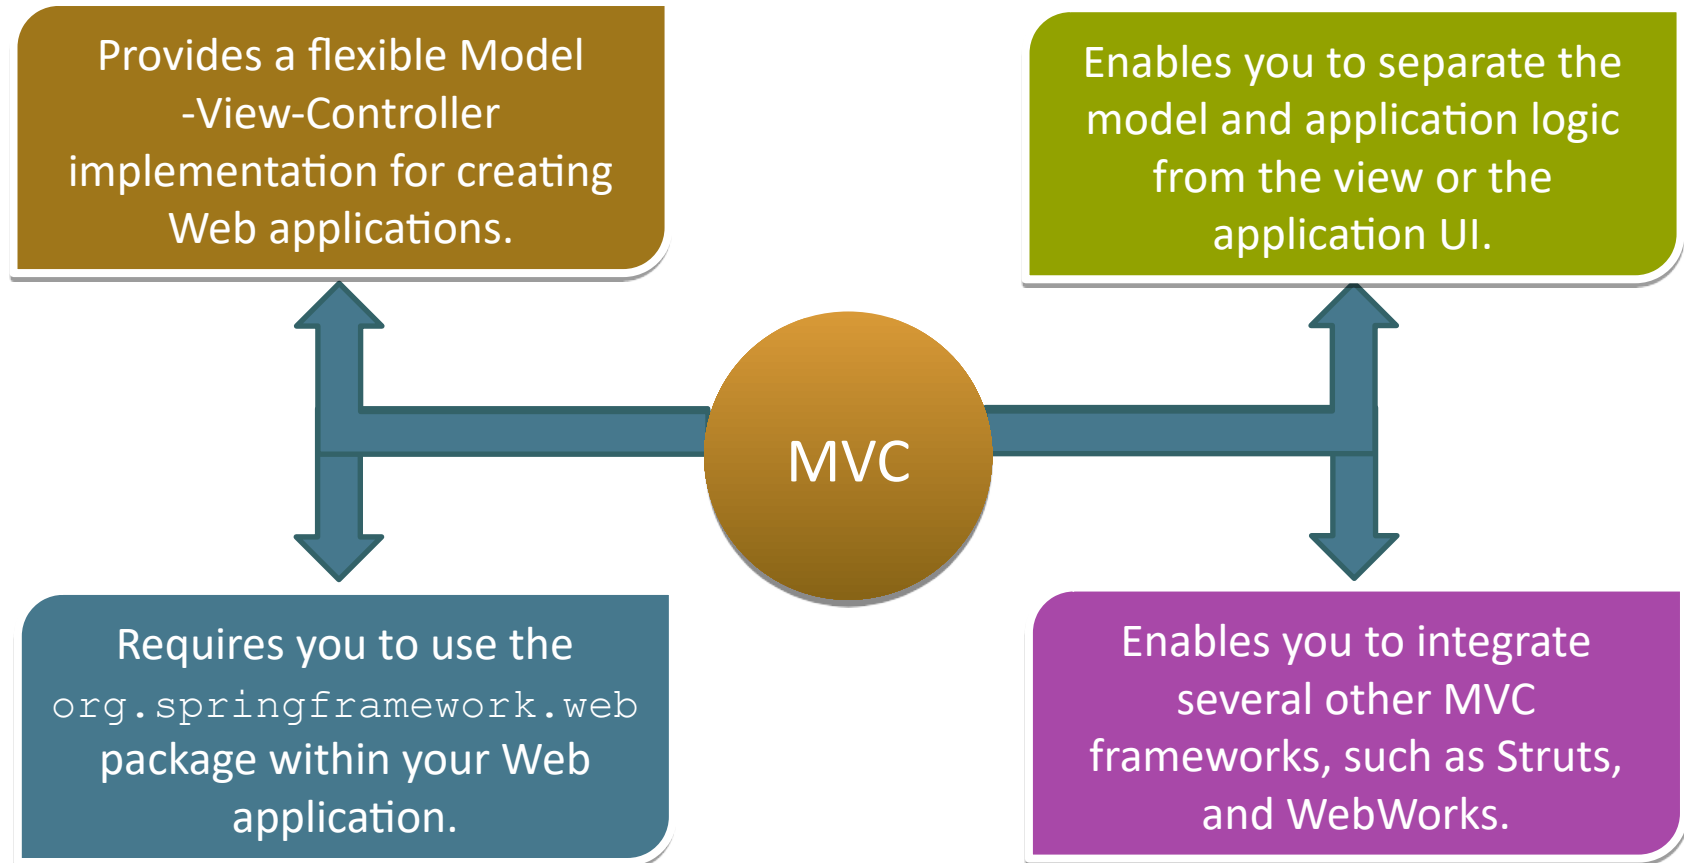 Provides a flexible Model
-View-Controller
implementation for creating
Web applications.
Enables you to separate the
model and application logic
from the view or the
application UI.
MVC
Requires you to use the
org.springframework.web
package within your Web
application.
Enables you to integrate
several other MVC
frameworks, such as Struts,
and WebWorks.